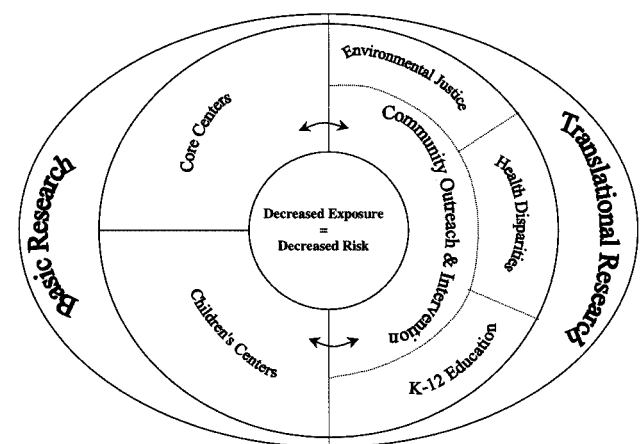 Environmental Justice
Core Centers
Community Outreach & Intervention
Translational Research
Basic Research
Health Disparities
Decreased Exposure
=
Decreased Risk
Children's Centers
K-12 Education